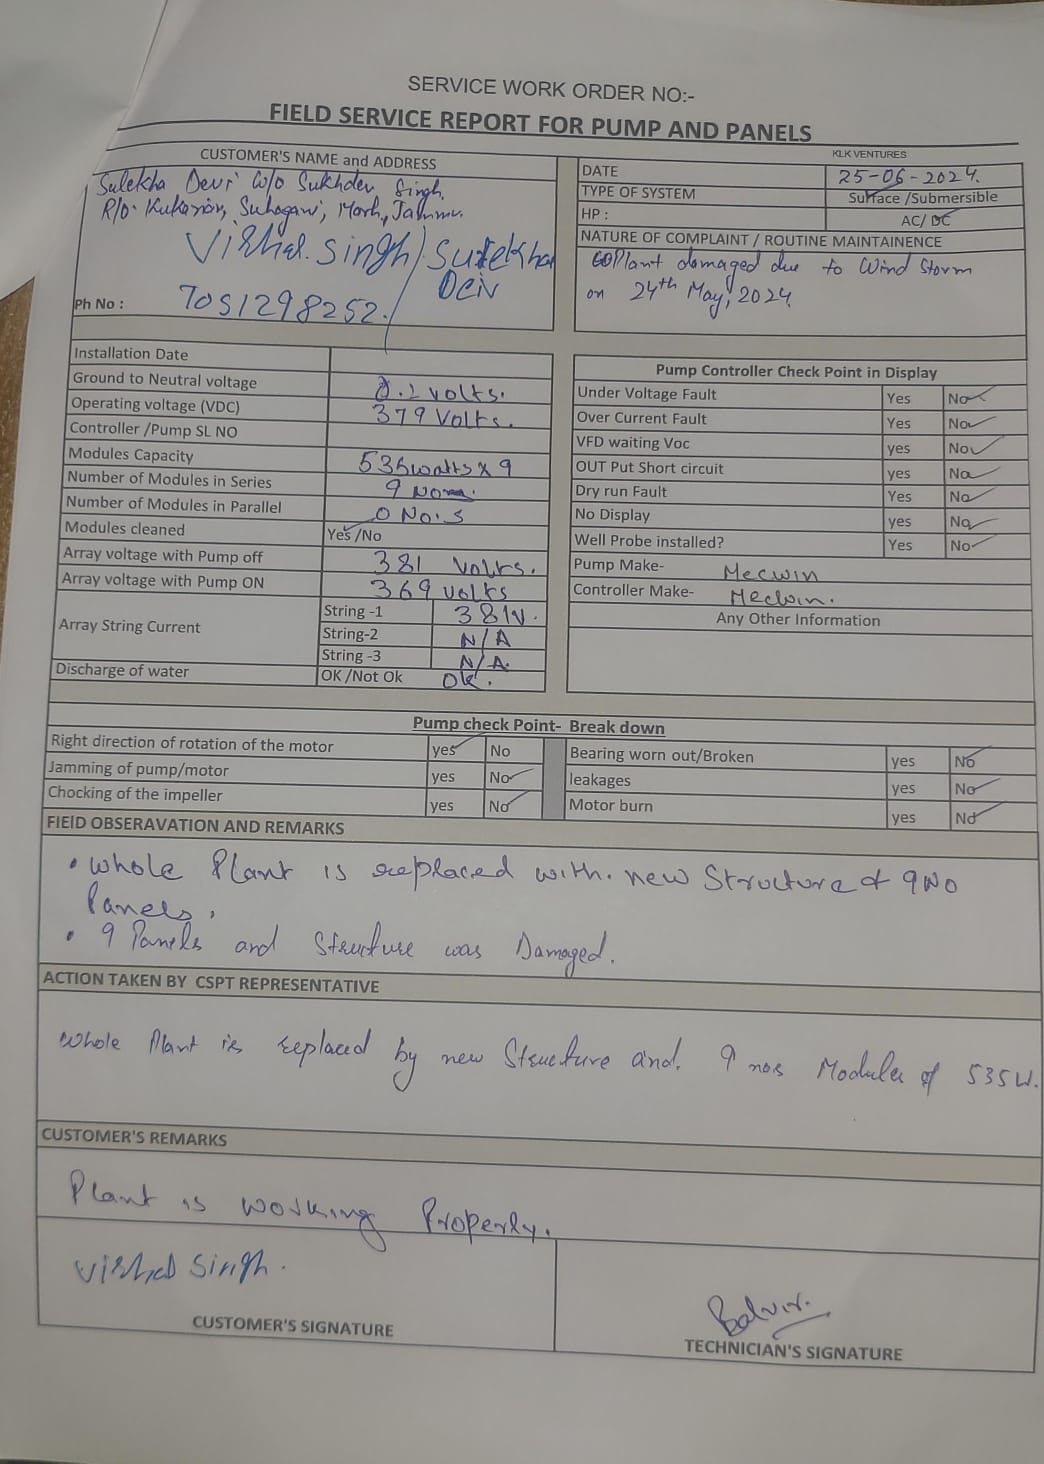 SERVICE WORK ORDER NO:-
FIELD SERVICE REPORT FOR PUMP AND PANELS
KLK VENTURES
CUSTOMER'S NAME and ADDRESS
Sulekha Devi W/o Sukhdev Singh.
R/o. Suhagani, Marh, Jammu.
Vishal. Singh/Sulekha
Ph No : 7051298252.
DATE 25-06-2024.
TYPE OF SYSTEM Surface /Submersible
HP : AC/ DC
NATURE OF COMPLAINT / ROUTINE MAINTAINENCE
Plant damaged due to Wind Storm
on 24th May, 2024
Installation Date
Ground to Neutral voltage 0.2 volts.
Operating voltage (VDC) 379 Volts.
Controller /Pump SL NO
Modules Capacity 535watts x 9
Number of Modules in Series 9
Number of Modules in Parallel 0 No.s
Modules cleaned Yes /No
Array voltage with Pump off 381 Volts.
Array voltage with Pump ON 369 volts
Array String Current
String -1 381V.
String-2 N/A
String -3 N/A.
Discharge of water OK /Not Ok Ok.
Pump Controller Check Point in Display
Under Voltage Fault Yes No
Over Current Fault Yes No
VFD waiting Voc yes No
OUT Put Short circuit yes No
Dry run Fault Yes No
No Display yes No
Well Probe installed? Yes No
Pump Make- Mecwin
Controller Make- Mecwin.
Any Other Information
Pump check Point- Break down
Right direction of rotation of the motor yes No
Jamming of pump/motor yes No
Chocking of the impeller yes No
Bearing worn out/Broken yes No
leakages yes No
Motor burn yes No
FIEID OBSERAVATION AND REMARKS
• Whole Plant is replaced with. new Structure & 9No
Panels.
• 9 Panels and Structure was Damaged.
ACTION TAKEN BY CSPT REPRESENTATIVE
Whole Plant is replaced by new Structure and. 9 nos Modules of 535W.
CUSTOMER'S REMARKS
Plant is working Properly.
Vishal Singh.
CUSTOMER'S SIGNATURE
Balvir.
TECHNICIAN'S SIGNATURE